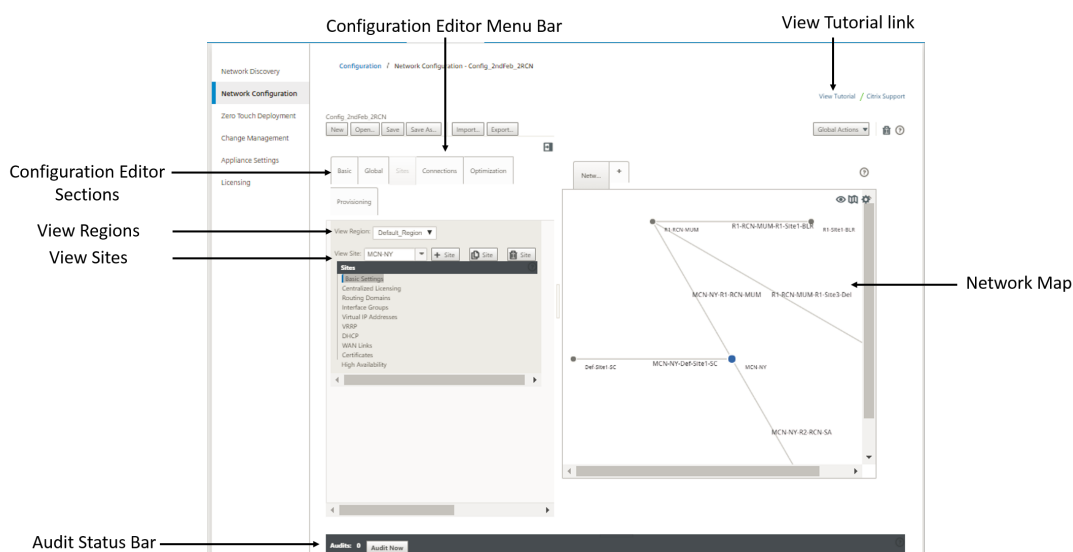 Configuration Editor Menu Bar
View Tutorial link
Configuration / Network Configuration - Config_2ndFeb_2RCN
Network Discovery
Network Configuration
Zero Touch Deployment
Change Management
Appliance Settings
Licensing
View Tutorial / Citrix Support
Config_2ndFeb_2RCN
New Open... Save Save As... Import... Export...
Global Actions
Configuration Editor
Sections
Basic Global Sites Connections Optimization
Provisioning
Netw... +
View Regions
View Region: Default_Region
View Sites
View Site: MCN-NY + Site Site Site
Sites
Basic Settings
Centralized Licensing
Routing Domains
Interface Groups
Virtual IP Addresses
VRRP
DHCP
WAN Links
Certificates
High Availability
R1-RCN-MUM
R1-RCN-MUM-R1-Site1-BLR
R1-Site1-BLR
MCN-NY-R1-RCN-MUM
R1-RCN-MUM-R1-Site3-Del
Network Map
Def-Site1-SC
MCN-NY-Def-Site1-SC
MCN-NY
MCN-NY-R2-RCN-SA
Audit Status Bar
Audits: 0 Audit Now